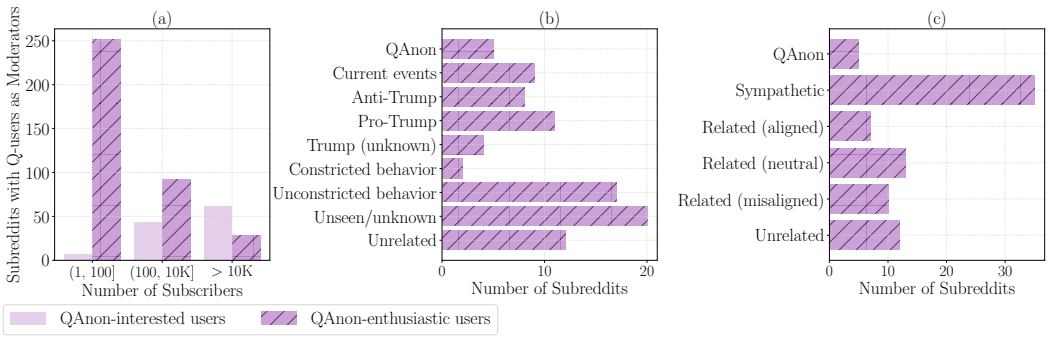 (a)
Subreddits with Q-users as Moderators
250
200
150
100
50
0
(1, 100]
(100, 10K]
> 10K
Number of Subscribers
QAnon-interested users
QAnon-enthusiastic users
(b)
QAnon
Current events
Anti-Trump
Pro-Trump
Trump (unknown)
Constricted behavior
Unconstricted behavior
Unseen/unknown
Unrelated
0
10
20
Number of Subreddits
(c)
QAnon
Sympathetic
Related (aligned)
Related (neutral)
Related (misaligned)
Unrelated
0
10
20
30
Number of Subreddits